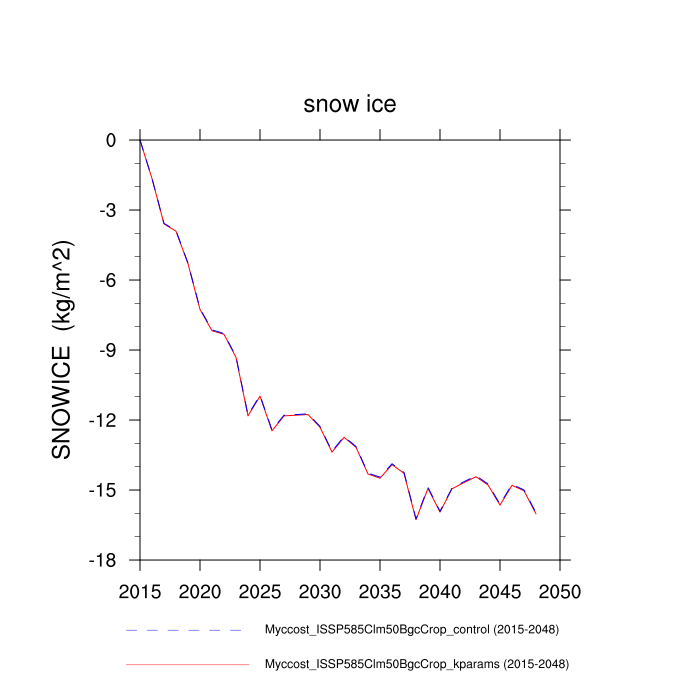 snow ice
SNOWICE (kg/m^2)
0
-3
-6
-9
-12
-15
-18
2015 2020 2025 2030 2035 2040 2045 2050
Myccost_ISSP585Clm50BgcCrop_control (2015-2048)
Myccost_ISSP585Clm50BgcCrop_kparams (2015-2048)